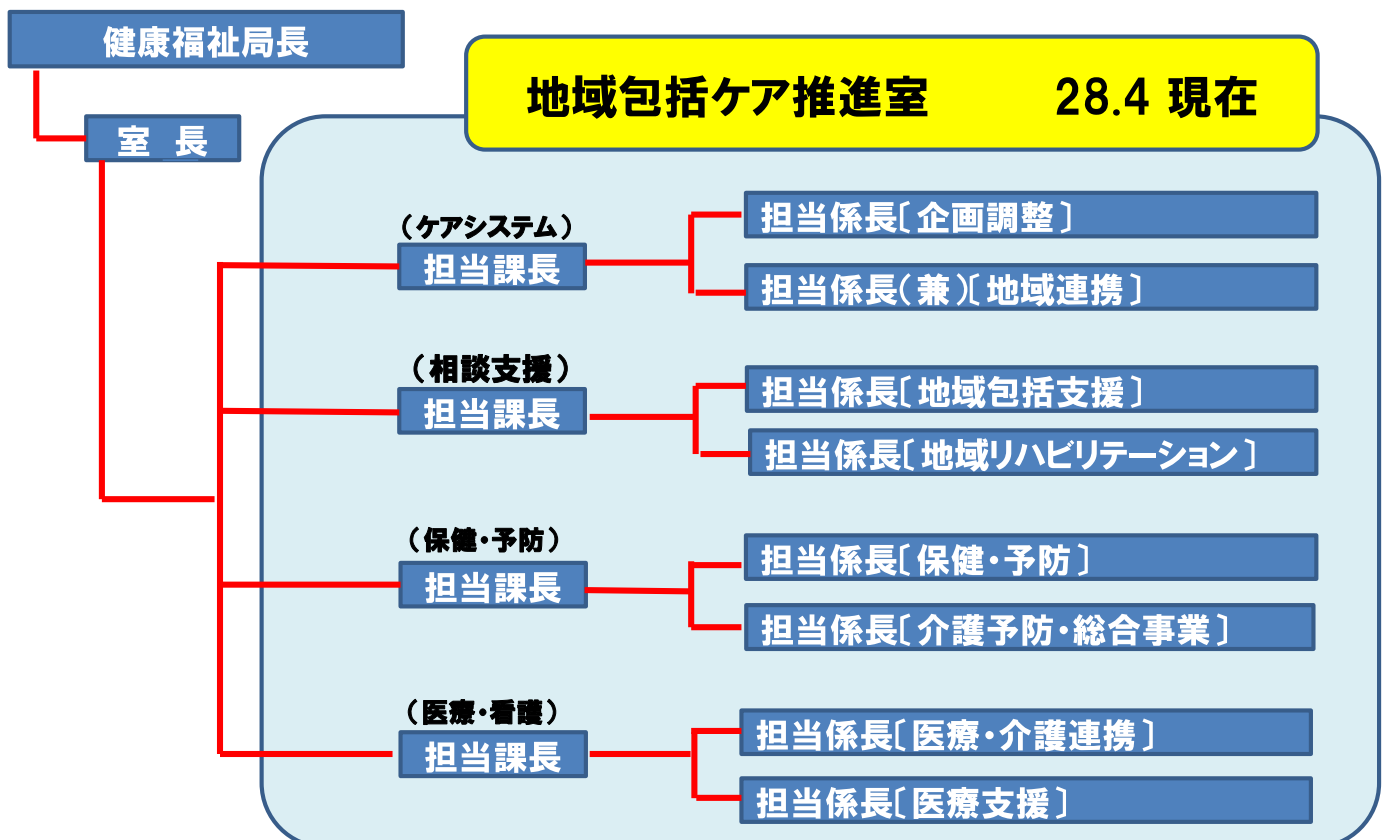 健康福祉局長
地域包括ケア推進室 28.4 現在
室 長
(ケアシステム)
担当課長
担当係長〔企画調整〕
担当係長(兼)〔地域連携〕
(相談支援)
担当課長
担当係長〔地域包括支援〕
担当係長〔地域リハビリテーション〕
(保健・予防)
担当課長
担当係長〔保健・予防〕
担当係長〔介護予防・総合事業〕
(医療・看護)
担当課長
担当係長〔医療・介護連携〕
担当係長〔医療支援〕